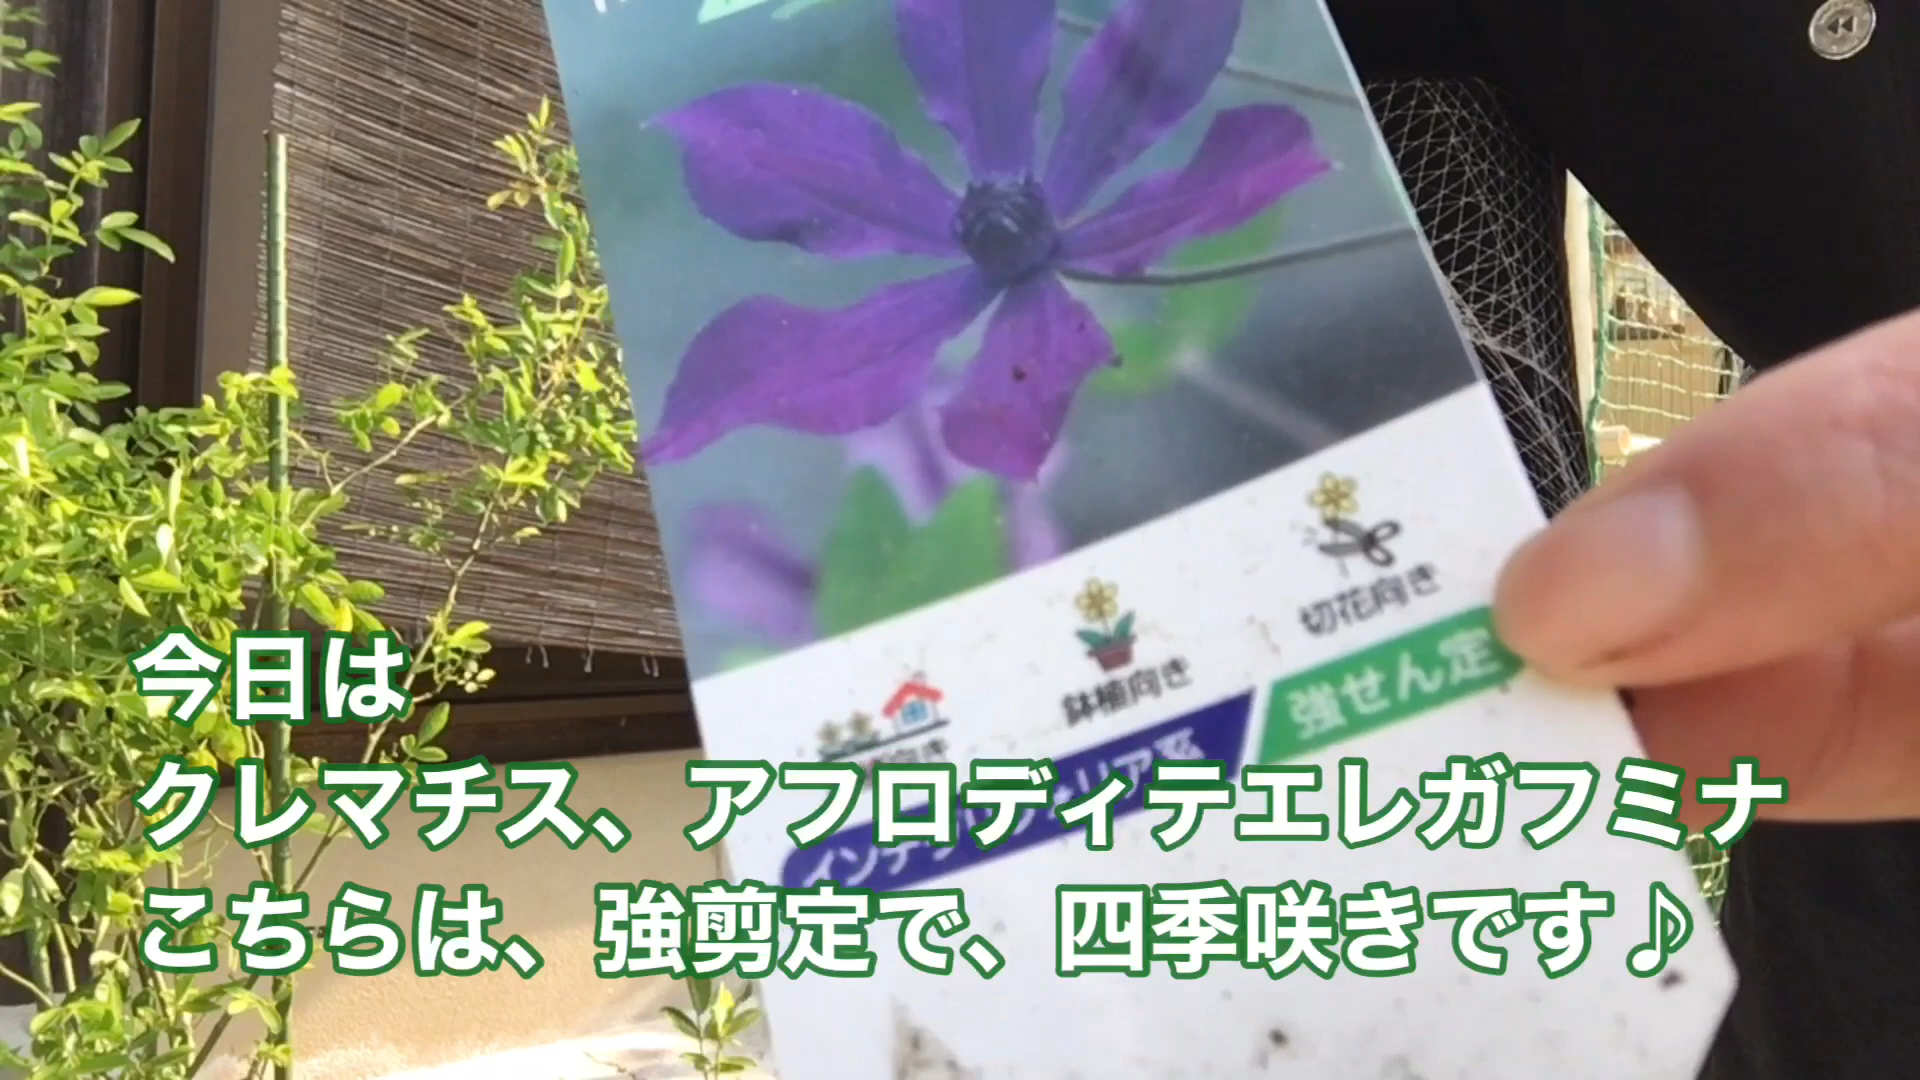 切花向き
鉢植向き
強せん定
今日は
クレマチス、アフロディテエレガフミナ
こちらは、強剪定で、四季咲きです♪